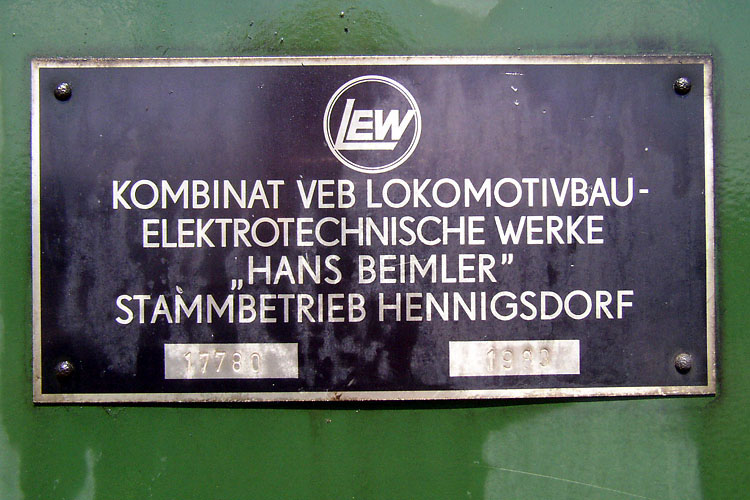 LEW
KOMBINAT VEB LOKOMOTIVBAU-
ELEKTROTECHNISCHE WERKE
„HANS BEIMLER”
STAMMBETRIEB HENNIGSDORF
17780